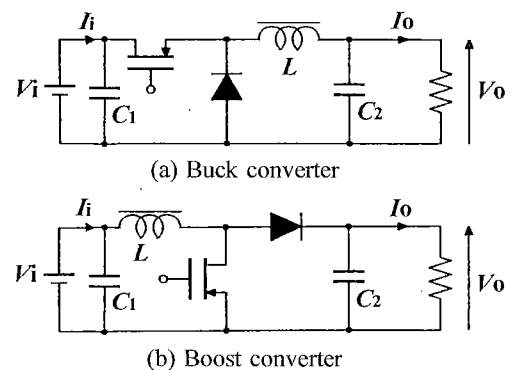 Ii
Io
Vi
C1
L
C2
Vo
(a) Buck converter
Ii
Io
Vi
C1
L
C2
Vo
(b) Boost converter